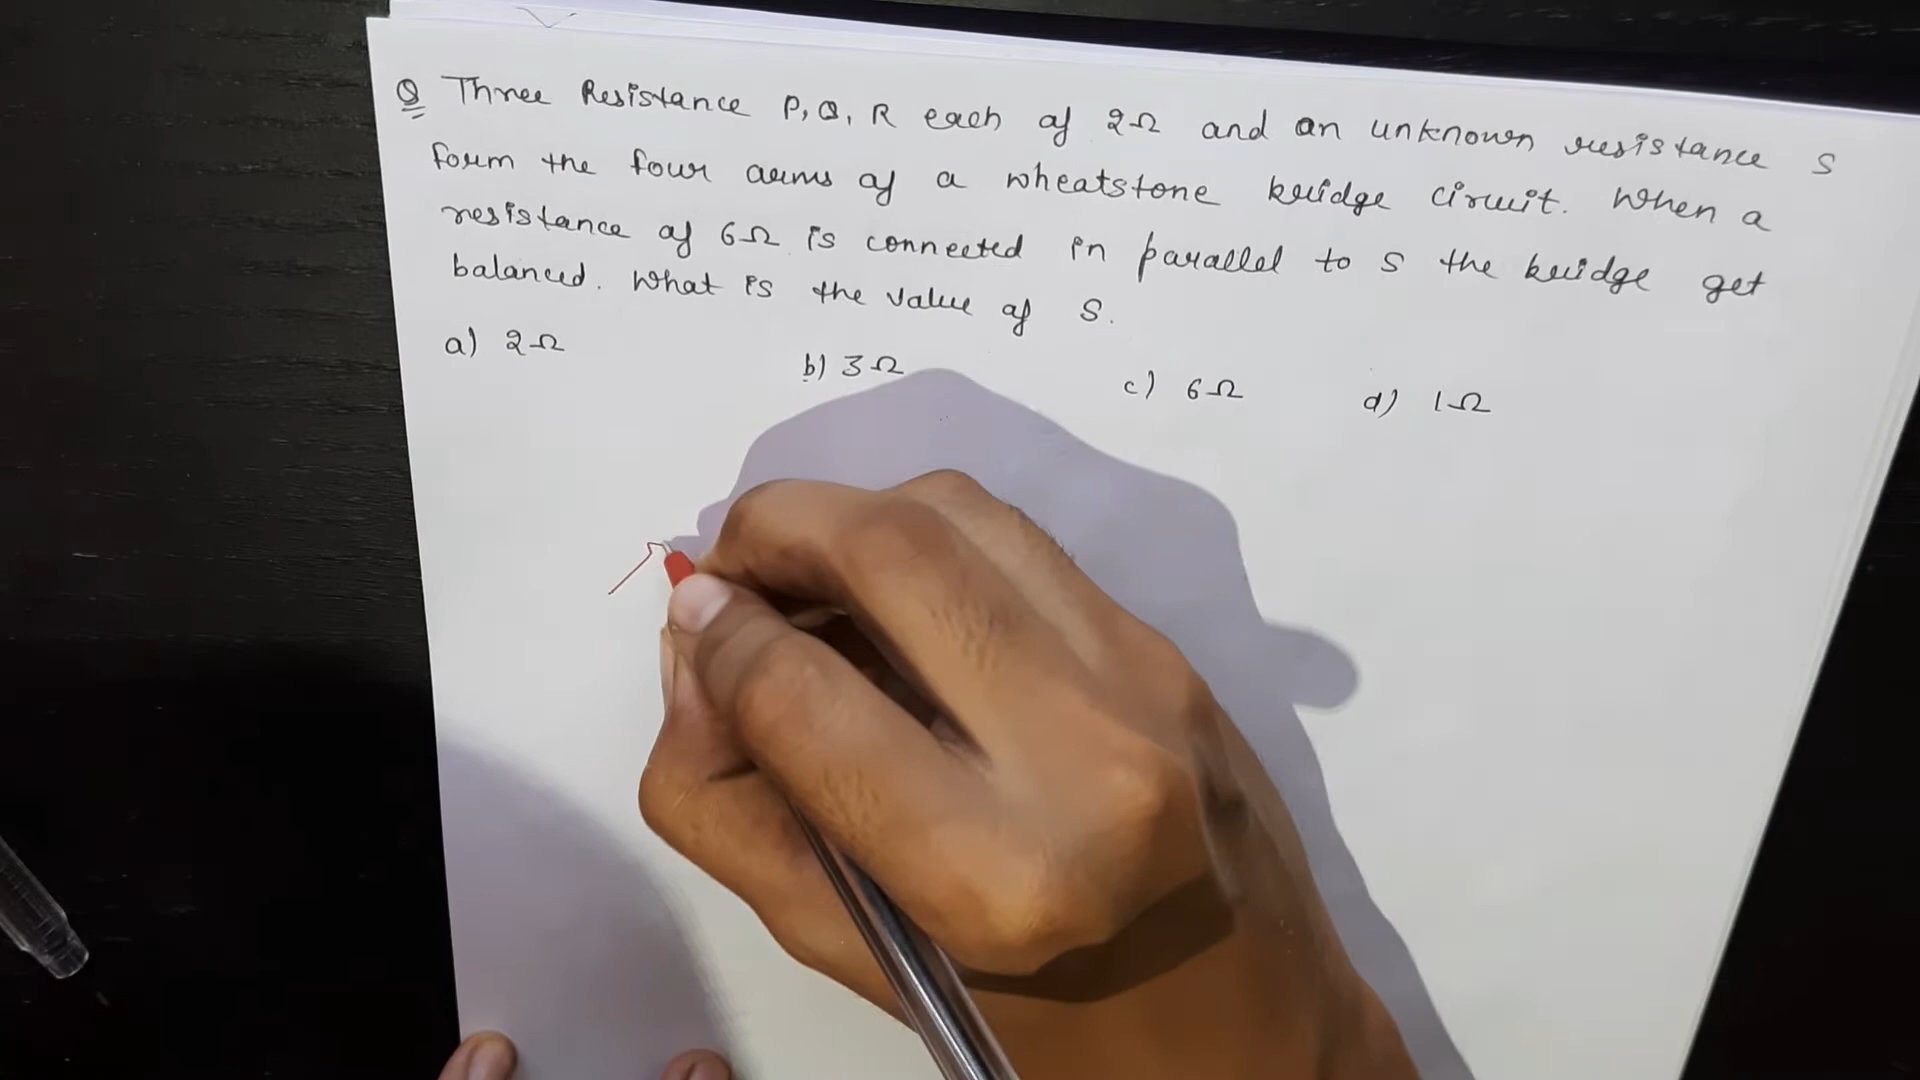 Q Three Resistance P, Q, R each of 2Ω and an unknown resistance S
form the four arms of a wheatstone bridge circuit. When a
resistance of 6Ω is connected in parallel to S the bridge get
balanced. What is the value of S.
a) 2Ω b) 3Ω c) 6Ω d) 1Ω